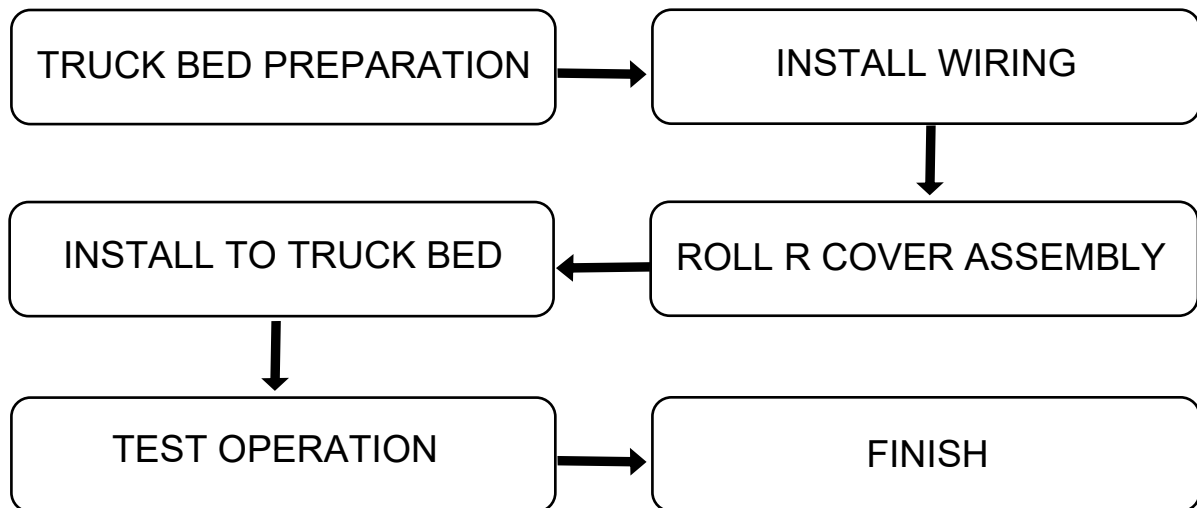 TRUCK BED PREPARATION
INSTALL WIRING
ROLL R COVER ASSEMBLY
INSTALL TO TRUCK BED
TEST OPERATION
FINISH